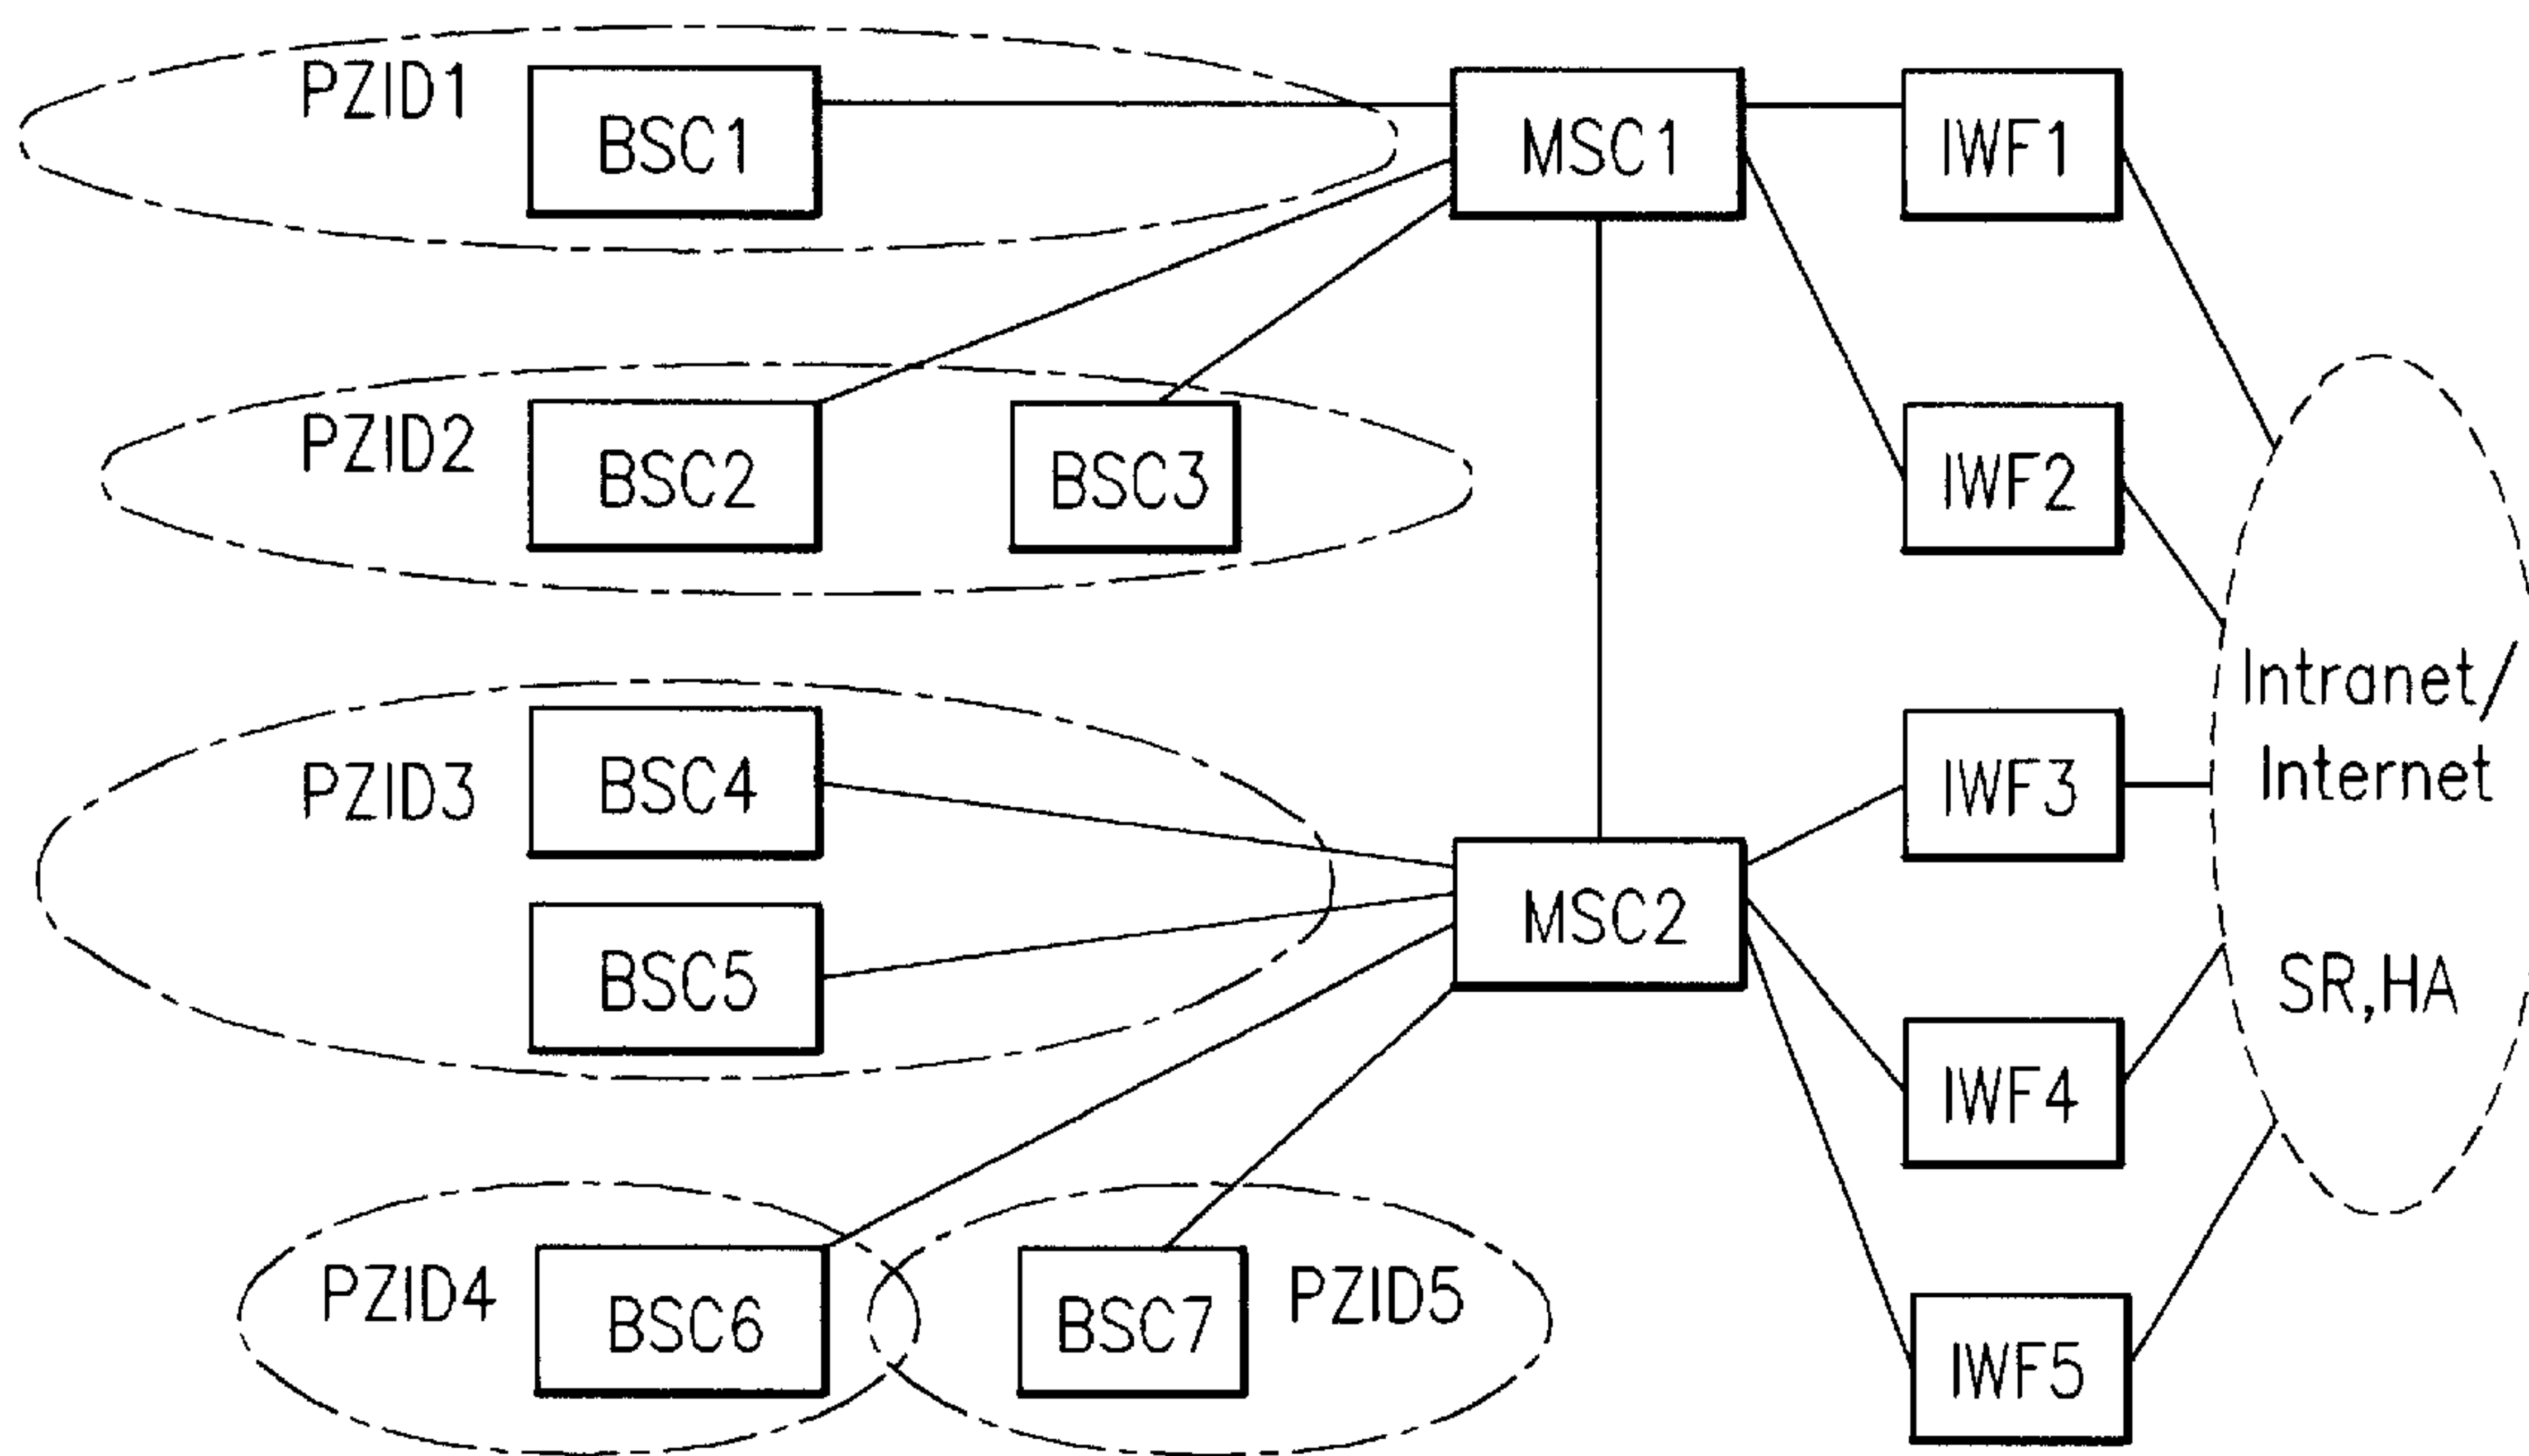 PZID1
BSC1
MSC1
IWF1
PZID2
BSC2
BSC3
IWF2
Intranet/
Internet
PZID3
BSC4
IWF3
MSC2
BSC5
SR,HA
IWF4
PZID4
BSC6
BSC7
PZID5
IWF5